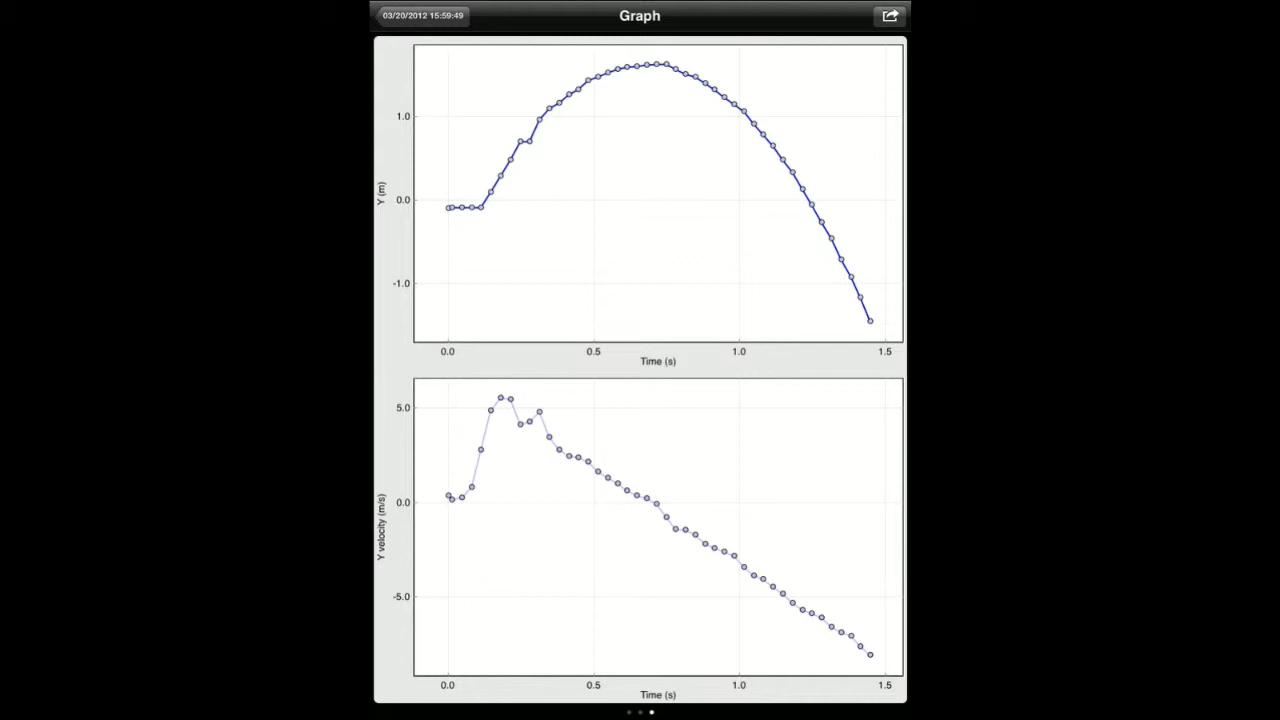 03/20/2012 15:59:49
Graph
1.0
0.0
-1.0
Y (m)
0.0 0.5 1.0 1.5
Time (s)
5.0
0.0
-5.0
Y velocity (m/s)
0.0 0.5 1.0 1.5
Time (s)